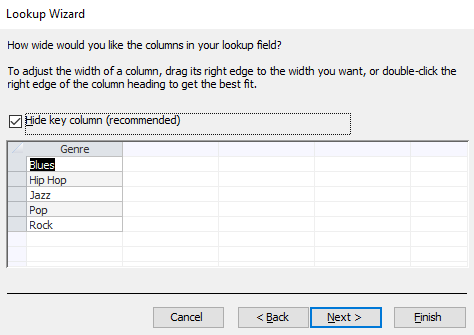 Lookup Wizard
How wide would you like the columns in your lookup field?
To adjust the width of a column, drag its right edge to the width you want, or double-click the
right edge of the column heading to get the best fit.
Hide key column (recommended)
Genre
Blues
Hip Hop
Jazz
Pop
Rock
Cancel < Back Next > Finish